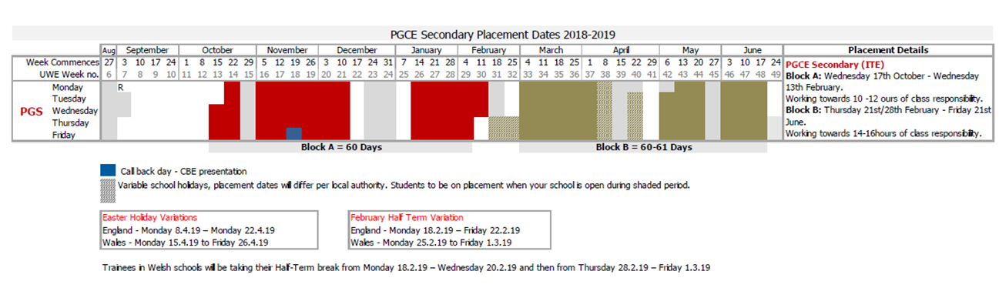 PGCE Secondary Placement Dates 2018-2019
Aug September October November December January February March April May June Placement Details
Week Commences 27 3 10 17 24 1 8 15 22 29 5 12 19 26 3 10 17 24 31 7 14 21 28 4 11 18 25 4 11 18 25 1 8 15 22 29 6 13 20 27 3 10 17 24
UWE Week no. 6 7 8 9 10 11 12 13 14 15 16 17 18 19 20 21 22 23 24 25 26 27 28 29 30 31 32 33 34 35 36 37 38 39 40 41 42 43 44 45 46 47 48 49
PGS
Monday R
Tuesday
Wednesday
Thursday
Friday
Block A = 60 Days Block B = 60-61 Days
PGCE Secondary (ITE)
Block A: Wednesday 17th October - Wednesday
13th February.
Working towards 10 -12 ours of class responsibility.
Block B: Thursday 21st/28th February - Friday 21st
June.
Working towards 14-16hours of class responsibility.
Call back day - CBE presentation
Variable school holidays, placement dates will differ per local authority. Students to be on placement when your school is open during shaded period.
Easter Holiday Variations
England - Monday 8.4.19 – Monday 22.4.19
Wales - Monday 15.4.19 to Friday 26.4.19
February Half Term Variation
England - Monday 18.2.19 – Friday 22.2.19
Wales - Monday 25.2.19 to Friday 1.3.19
Trainees in Welsh schools will be taking their Half-Term break from Monday 18.2.19 – Wednesday 20.2.19 and then from Thursday 28.2.19 – Friday 1.3.19